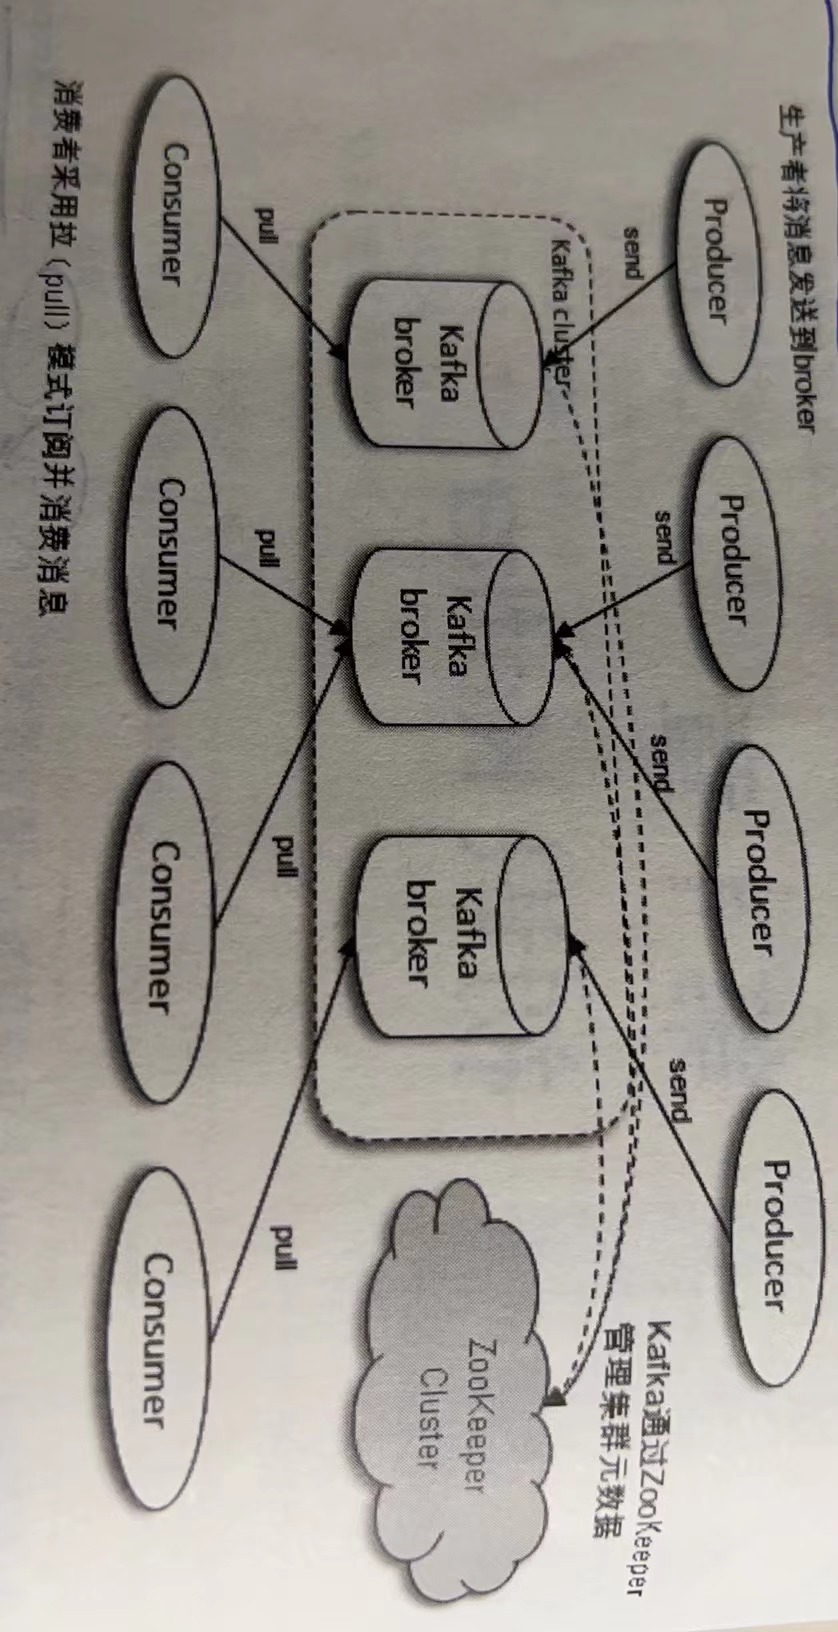 生产者将消息发送到broker
Producer
Producer
Producer
Producer
send
send
send
send
Kafka通过ZooKeeper
管理集群元数据
Kafka cluster
Kafka
broker
Kafka
broker
Kafka
broker
ZooKeeper
Cluster
pull
pull
pull
pull
Consumer
Consumer
Consumer
Consumer
消费者采用拉（pull）模式订阅并消费消息